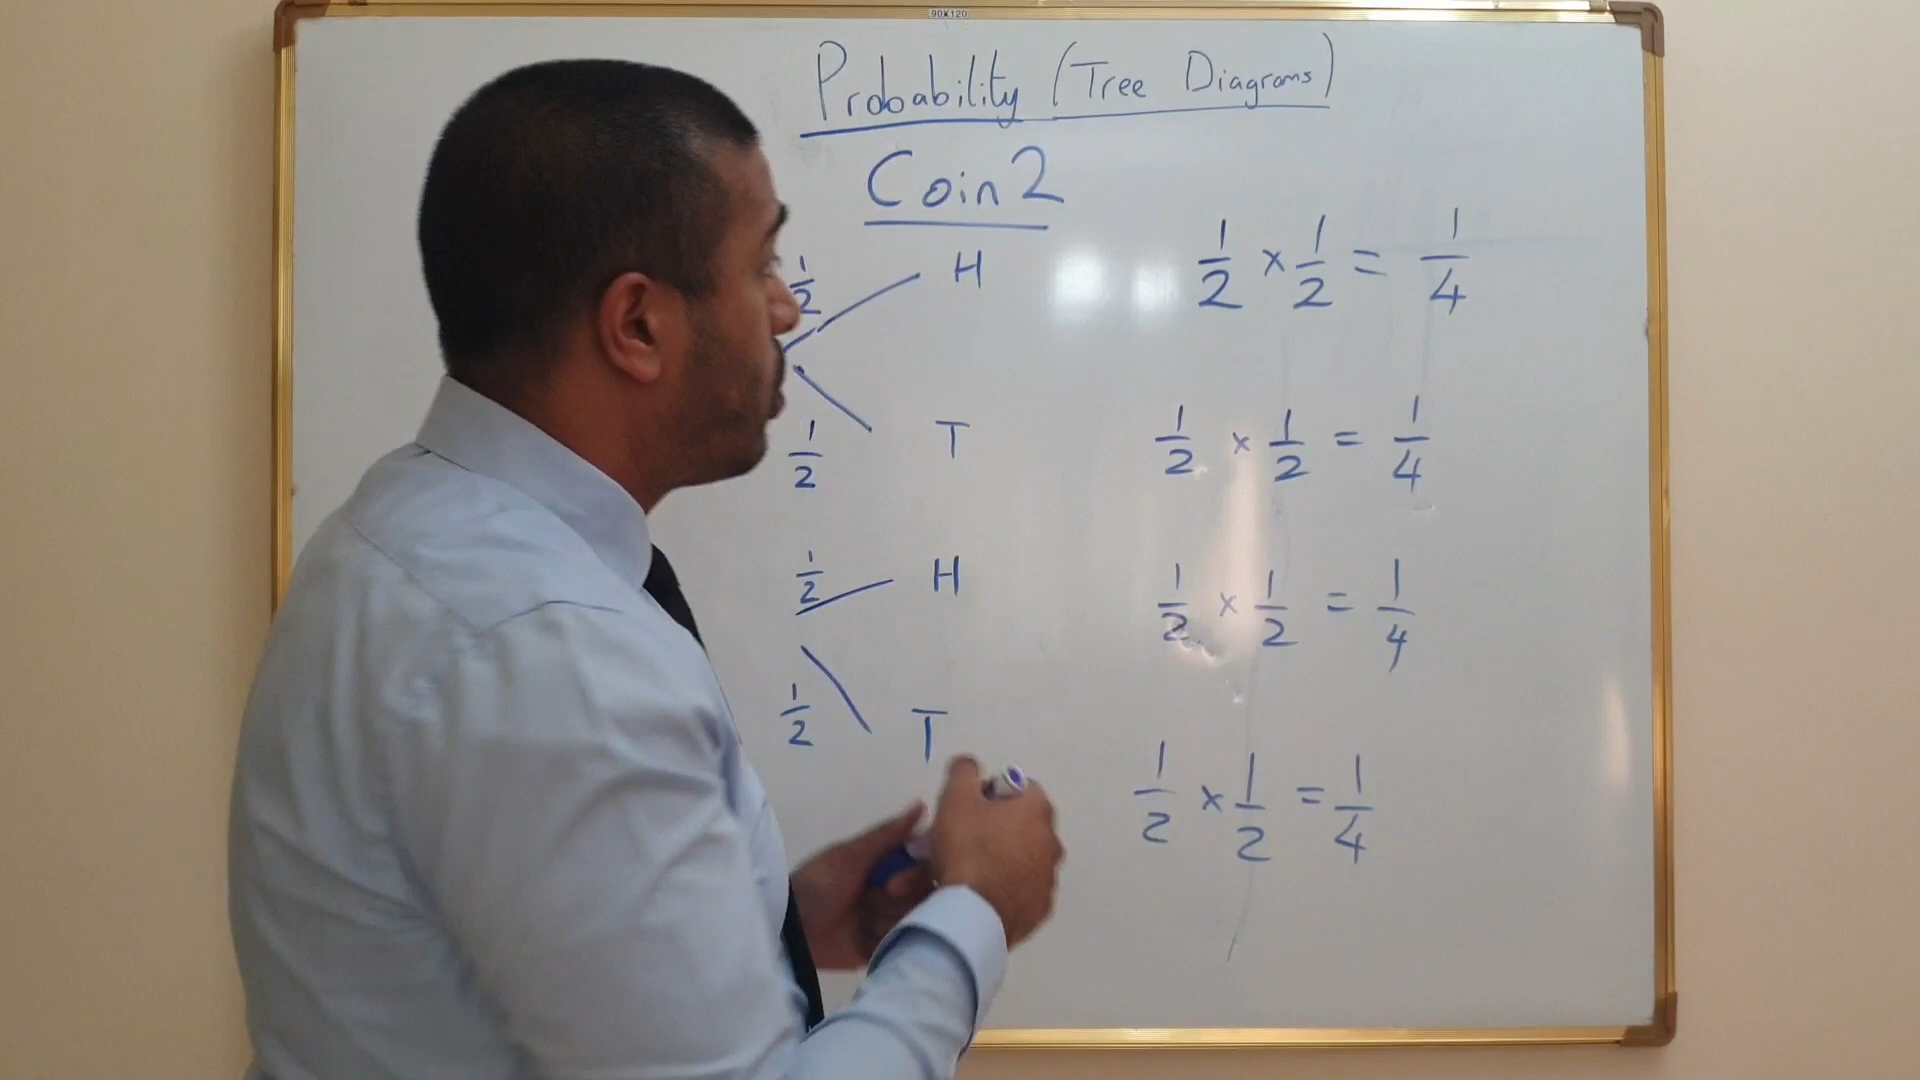 90X120
Probability (Tree Diagrams)
Coin 2
1/2 H 1/2 × 1/2 = 1/4
1/2 T 1/2 × 1/2 = 1/4
1/2 H 1/2 × 1/2 = 1/4
1/2 T 1/2 × 1/2 = 1/4